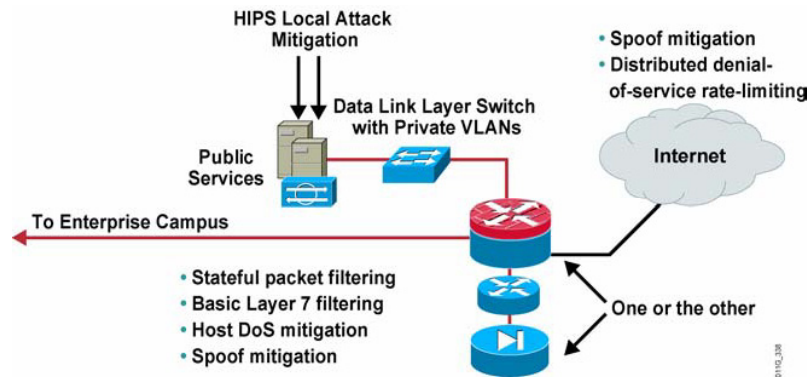 HIPS Local Attack
Mitigation
• Spoof mitigation
• Distributed denial-
of-service rate-limiting
Data Link Layer Switch
with Private VLANs
Public
Services
Internet
To Enterprise Campus
• Stateful packet filtering
• Basic Layer 7 filtering
• Host DoS mitigation
• Spoof mitigation
One or the other
011G_338